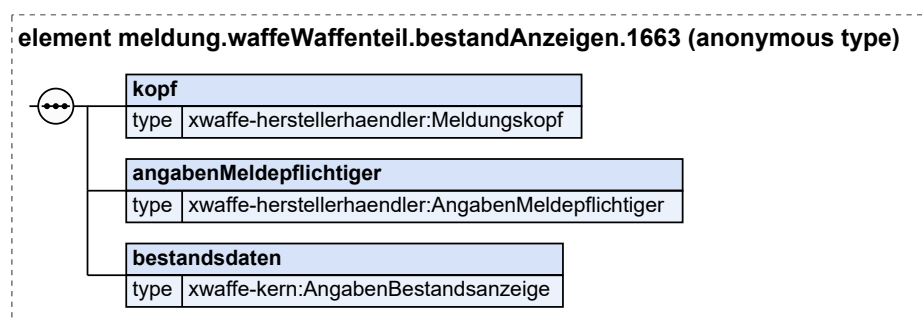 element meldung.waffeWaffenteil.bestandAnzeigen.1663 (anonymous type)
kopf
type xwaffe-herstellerhaendler:Meldungskopf
angabenMeldepflichtiger
type xwaffe-herstellerhaendler:AngabenMeldepflichtiger
bestandsdaten
type xwaffe-kern:AngabenBestandsanzeige